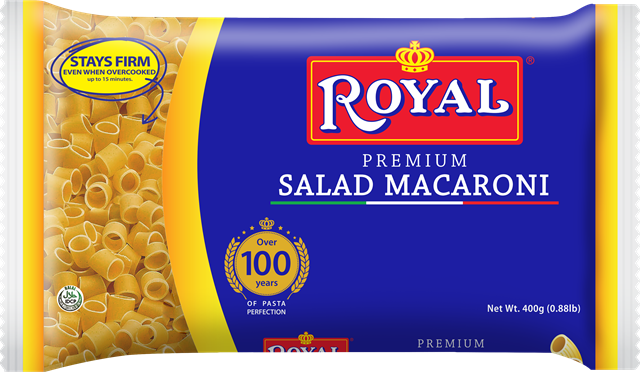 STAYS FIRM
EVEN WHEN OVERCOOKED
up to 15 minutes.
ROYAL
®
PREMIUM
SALAD MACARONI
Over
100
years
OF PASTA
PERFECTION
Net Wt. 400g (0.88lb)
ROYAL
PREMIUM